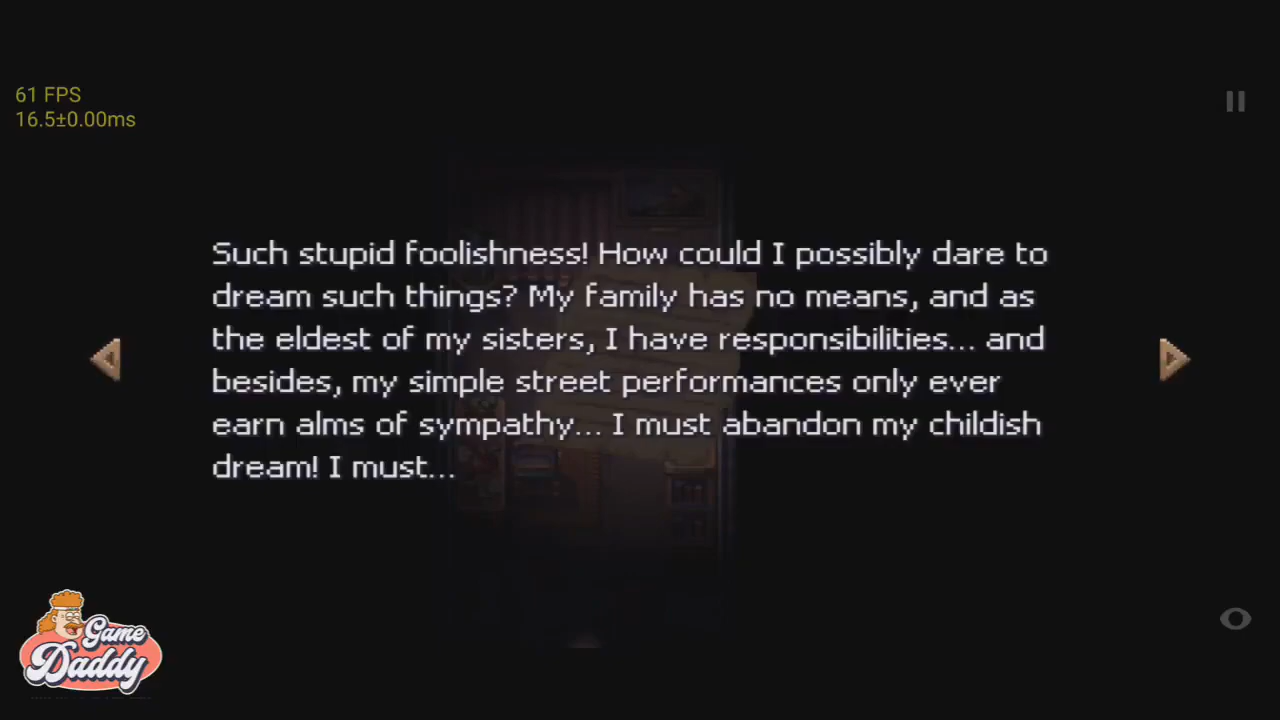 61 FPS
16.5±0.00ms
Such stupid foolishness! How could I possibly dare to
dream such things? My family has no means, and as
the eldest of my sisters, I have responsibilities... and
besides, my simple street performances only ever
earn alms of sympathy... I must abandon my childish
dream! I must...
Game
Daddy